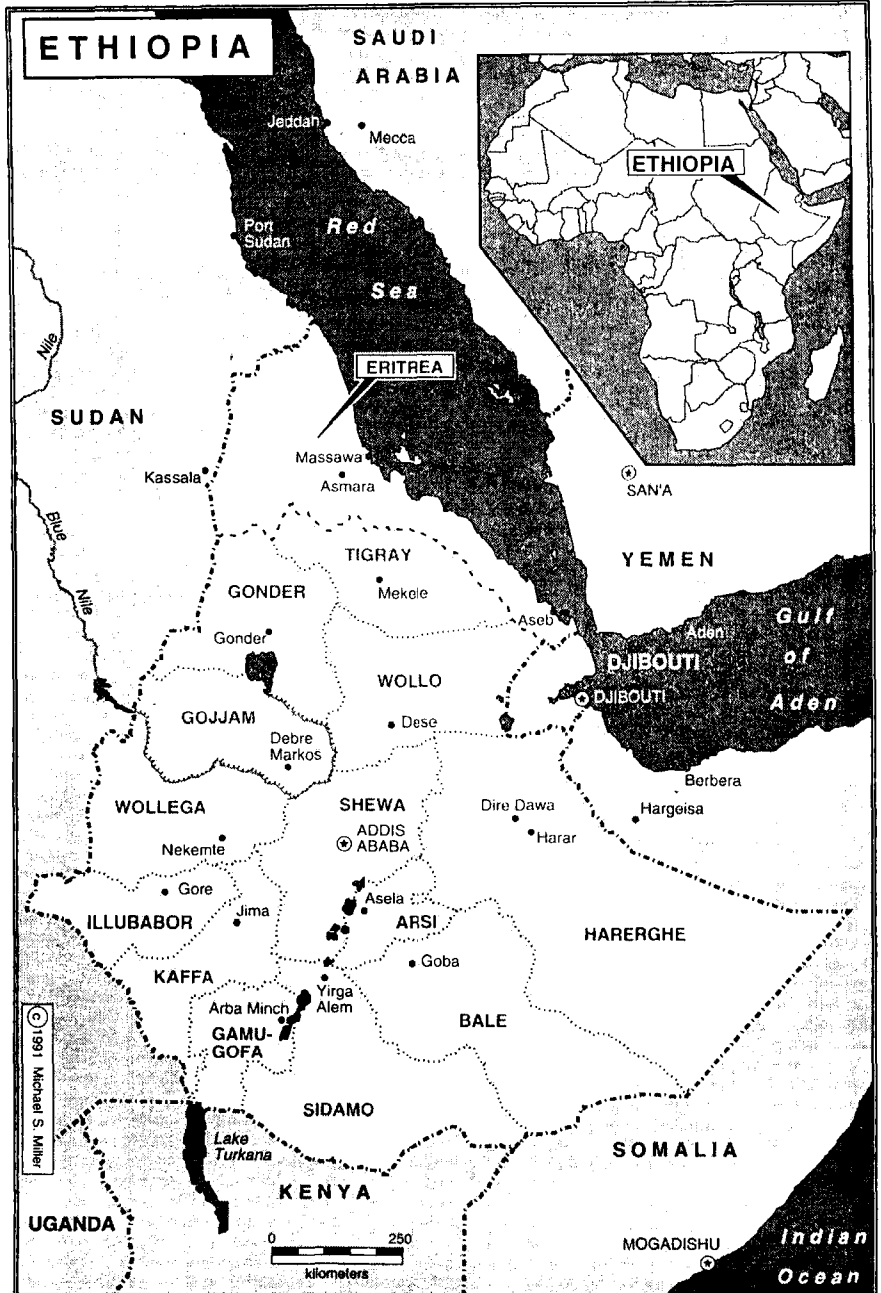 ETHIOPIA
SAUDI
ARABIA
Jeddah
Mecca
ETHIOPIA
Port
Sudan
Red
Sea
Nile
ERITREA
SUDAN
Massawa
Kassala
Asmara
SAN'A
Blue
Nile
YEMEN
TIGRAY
GONDER
Mekele
Aseb
Aden
Gulf
of
Aden
Gonder
DJIBOUTI
DJIBOUTI
WOLLO
GOJJAM
Dese
Debre
Markos
Berbera
WOLLEGA
SHEWA
Dire Dawa
Hargeisa
ADDIS
ABABA
Harar
Nekemte
Gore
Asela
ILLUBABOR
Jima
ARSI
HARERGHE
Goba
KAFFA
Yirga
Alem
Arba Minch
GAMU-
GOFA
BALE
© 1991 Michael S. Miller
SIDAMO
Lake
Turkana
SOMALIA
KENYA
UGANDA
0 250
kilometers
MOGADISHU
Indian
Ocean